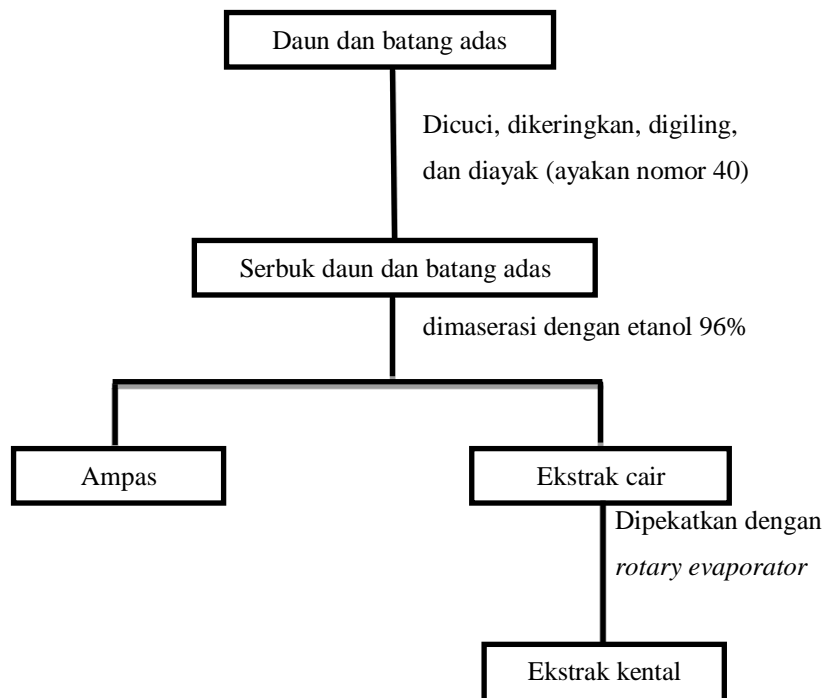 Daun dan batang adas
Dicuci, dikeringkan, digiling,
dan diayak (ayakan nomor 40)
Serbuk daun dan batang adas
dimaserasi dengan etanol 96%
Ampas
Ekstrak cair
Dipekatkan dengan
rotary evaporator
Ekstrak kental